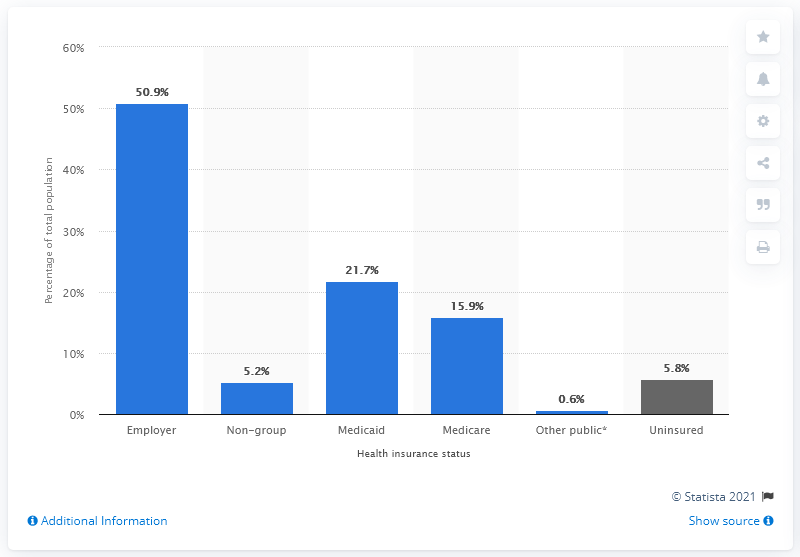 60%
50%
40%
30%
20%
10%
0%
Percentage of total population
50.9%
5.2%
21.7%
15.9%
0.6%
5.8%
Employer
Non-group
Medicaid
Medicare
Other public*
Uninsured
Health insurance status
© Statista 2021
Additional Information
Show source